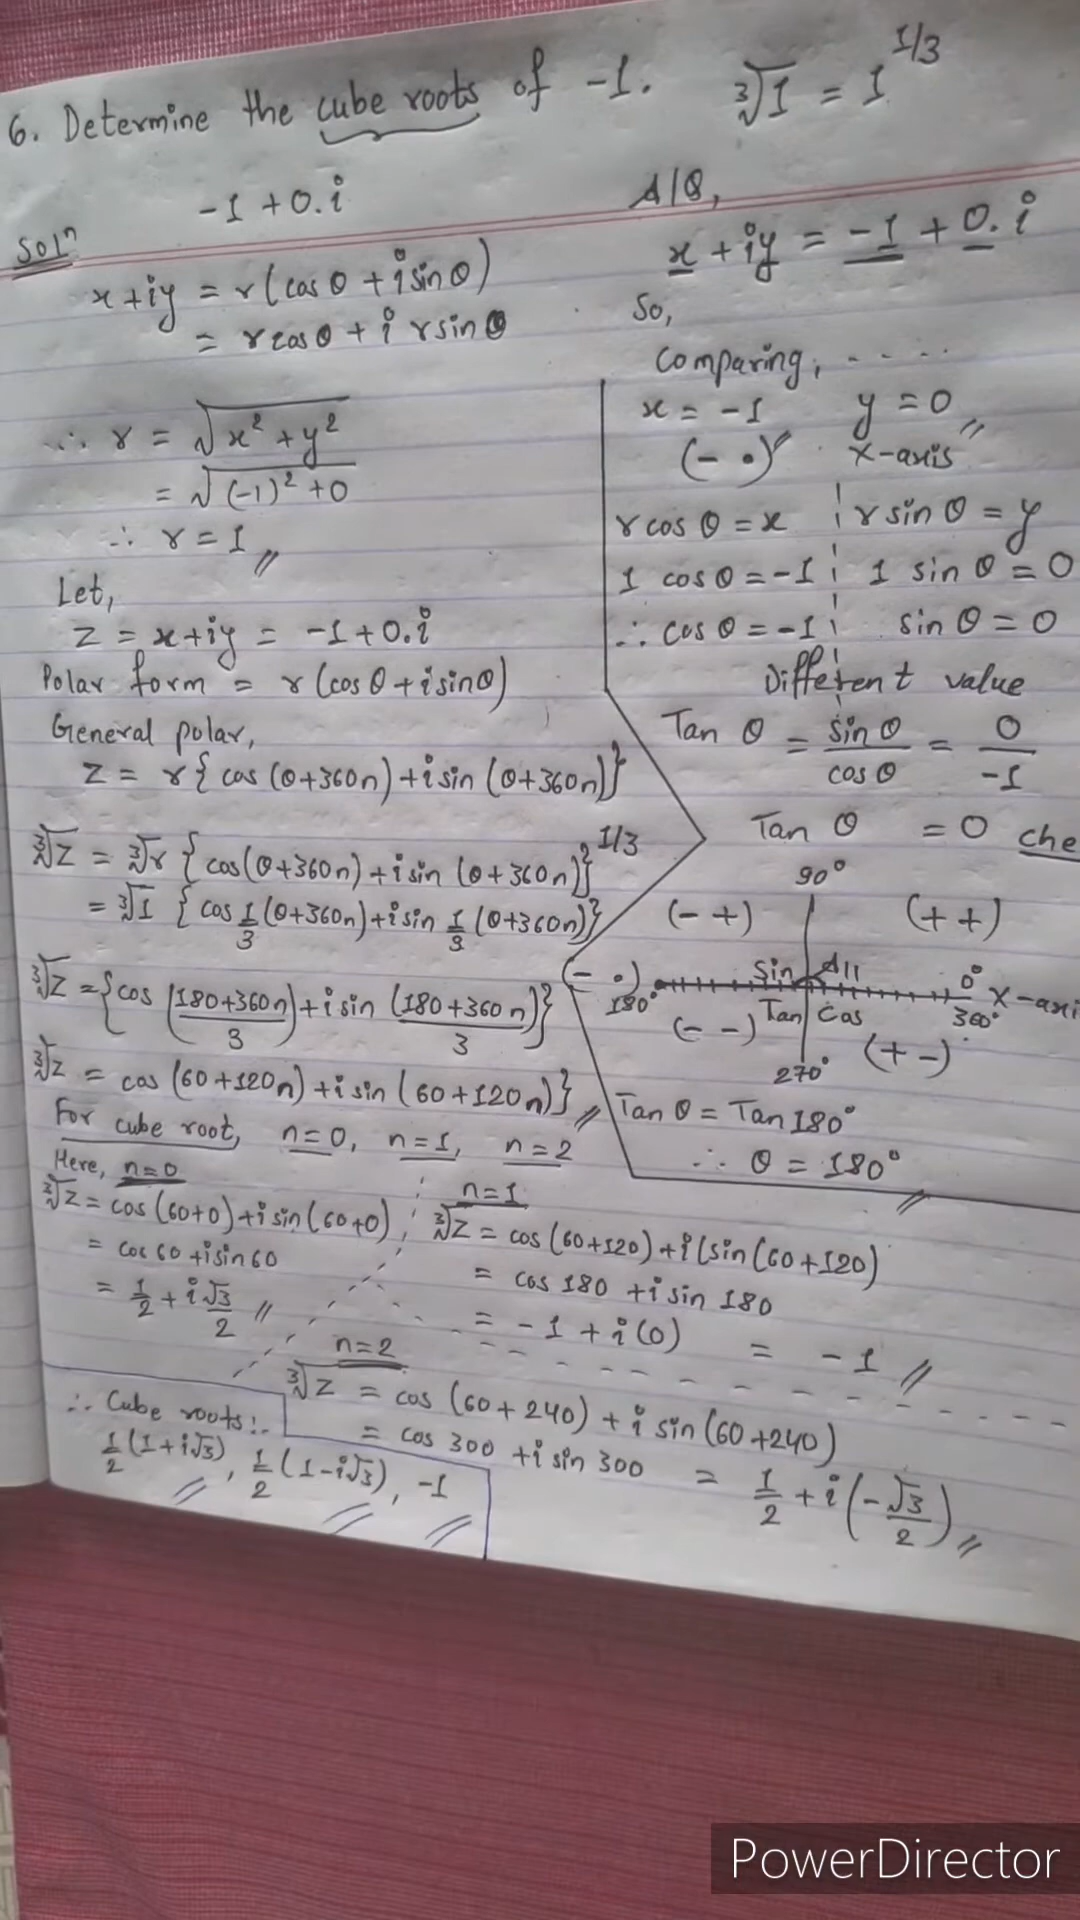 6. Determine the cube roots of -1. ∛1 = 1^1/3
-1 + 0.i
Solⁿ
x + iy = r(cos θ + i sin θ)
= r cos θ + i r sin θ
∴ r = √x² + y²
= √(-1)² + 0
∴ r = 1 //
Let,
Z = x + iy = -1 + 0.i
Polar form = r (cos θ + i sin θ)
General polar,
Z = r { cos (θ+360n) + i sin (θ+360n)}
∛Z = ∛r { cos (θ+360n) + i sin (θ+360n)}^1/3
= ∛1 { cos 1/3 (θ+360n) + i sin 1/3 (θ+360n)}
∛Z = {cos (180+360n)/3 + i sin (180+360n)/3}
∛Z = cos (60+120n) + i sin (60+120n)} //
For cube root, n=0, n=1, n=2
Here, n=0
∛Z = cos (60+0) + i sin (60+0),
= cos 60 + i sin 60
= 1/2 + i √3/2 //
n=1
∛Z = cos (60+120) + i (sin (60+120)
= cos 180 + i sin 180
= -1 + i (0) = -1 //
n=2
∛Z = cos (60 + 240) + i sin (60+240)
= cos 300 + i sin 300 = 1/2 + i (-√3/2) //
∴ Cube roots:
1/2 (1+i√3), 1/2 (1-i√3), -1
A/Q,
x + iy = -1 + 0.i
So,
Comparing, ....
x = -1 y = 0 //
(- •) X-axis
r cos θ = x r sin θ = y
1 cos θ = -1 1 sin θ = 0
∴ cos θ = -1 sin θ = 0
Different value
Tan θ = sin θ/cos θ = 0/-1
Tan θ = 0 che
90°
(- +) (+ +)
(- •) 180° Sin All 0° 360° X-axi
(- -) Tan Cos (+ -)
270°
Tan θ = Tan 180°
∴ θ = 180° //
PowerDirector